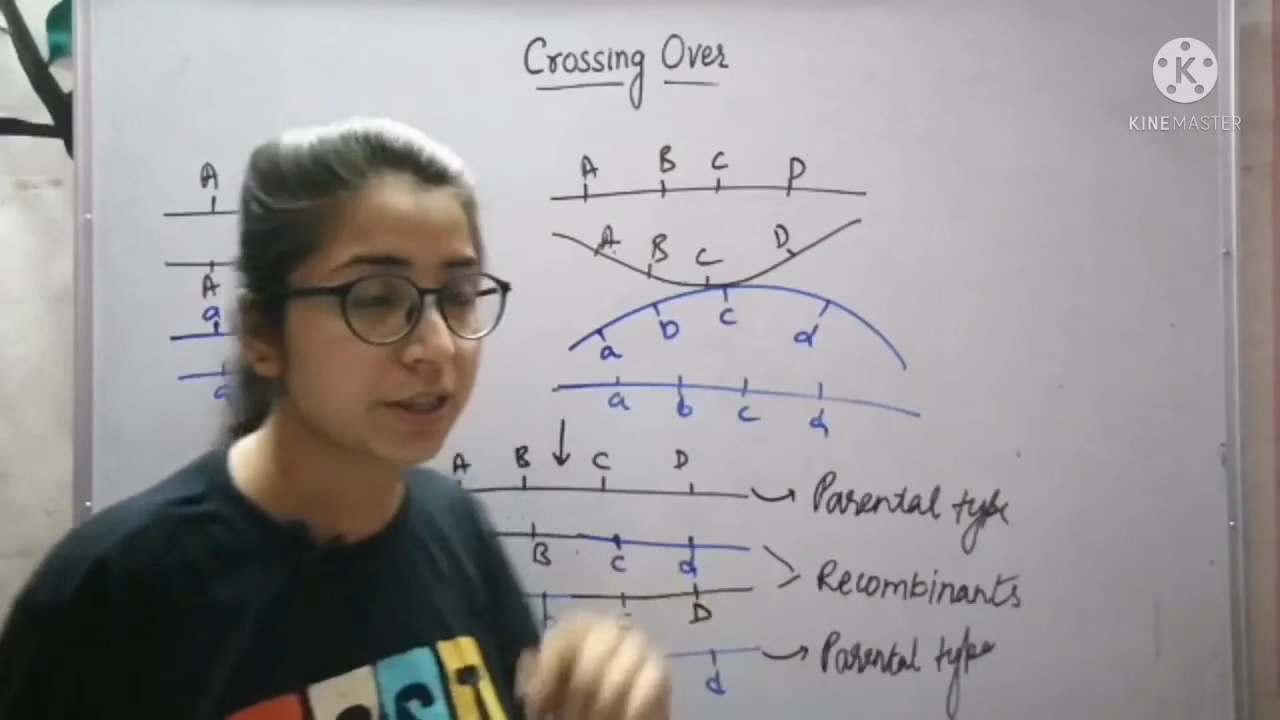 Crossing Over
K
KINEMASTER
A
A B C D
A B C D
A
a
a b c d
a
a b c d
A B C D
Parental type
B c d
Recombinants
D
Parental type
d